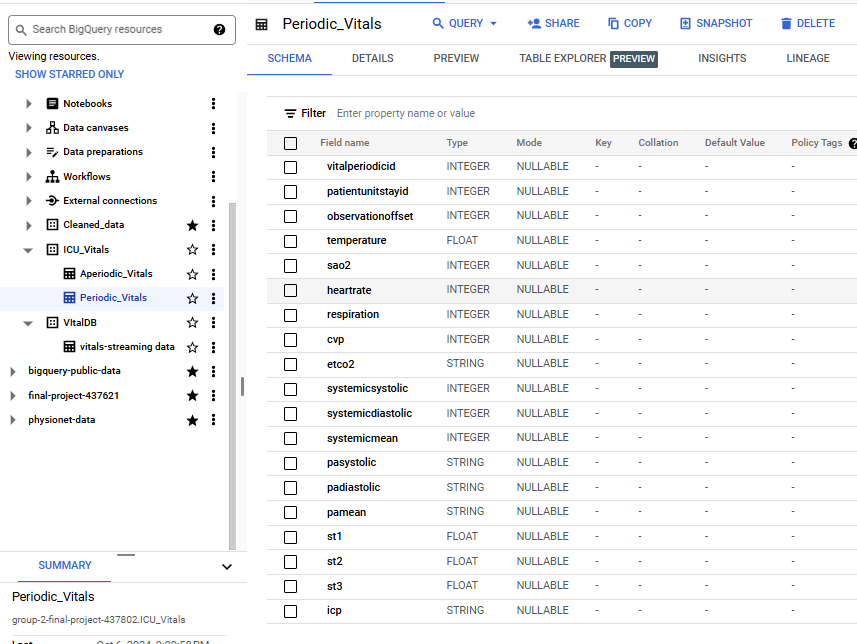 Search BigQuery resources
Viewing resources.
SHOW STARRED ONLY
Notebooks
Data canvases
Data preparations
Workflows
External connections
Cleaned_data
ICU_Vitals
Aperiodic_Vitals
Periodic_Vitals
VItalDB
vitals-streaming data
bigquery-public-data
final-project-437621
physionet-data
SUMMARY
Periodic_Vitals
group-2-final-project-437802.ICU_Vitals
Periodic_Vitals QUERY SHARE COPY SNAPSHOT DELETE
SCHEMA DETAILS PREVIEW TABLE EXPLORER PREVIEW INSIGHTS LINEAGE
Filter Enter property name or value
Field name Type Mode Key Collation Default Value Policy Tags ?
vitalperiodicid INTEGER NULLABLE - - - -
patientunitstayid INTEGER NULLABLE - - - -
observationoffset INTEGER NULLABLE - - - -
temperature FLOAT NULLABLE - - - -
sao2 INTEGER NULLABLE - - - -
heartrate INTEGER NULLABLE - - - -
respiration INTEGER NULLABLE - - - -
cvp INTEGER NULLABLE - - - -
etco2 STRING NULLABLE - - - -
systemicsystolic INTEGER NULLABLE - - - -
systemicdiastolic INTEGER NULLABLE - - - -
systemicmean INTEGER NULLABLE - - - -
pasystolic STRING NULLABLE - - - -
padiastolic STRING NULLABLE - - - -
pamean STRING NULLABLE - - - -
st1 FLOAT NULLABLE - - - -
st2 FLOAT NULLABLE - - - -
st3 FLOAT NULLABLE - - - -
icp STRING NULLABLE - - - -